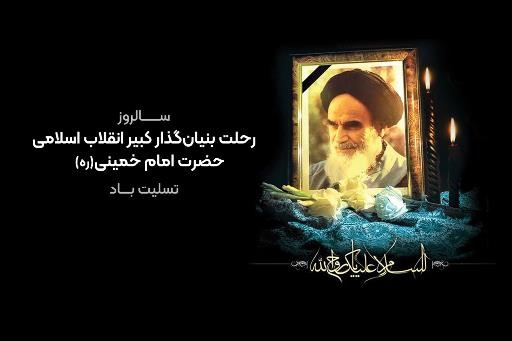 سالروز
رحلت بنیان‌گذار کبیر انقلاب اسلامی
حضرت امام خمینی(ره)
تسلیت باد
السلام علیک یا روح الله